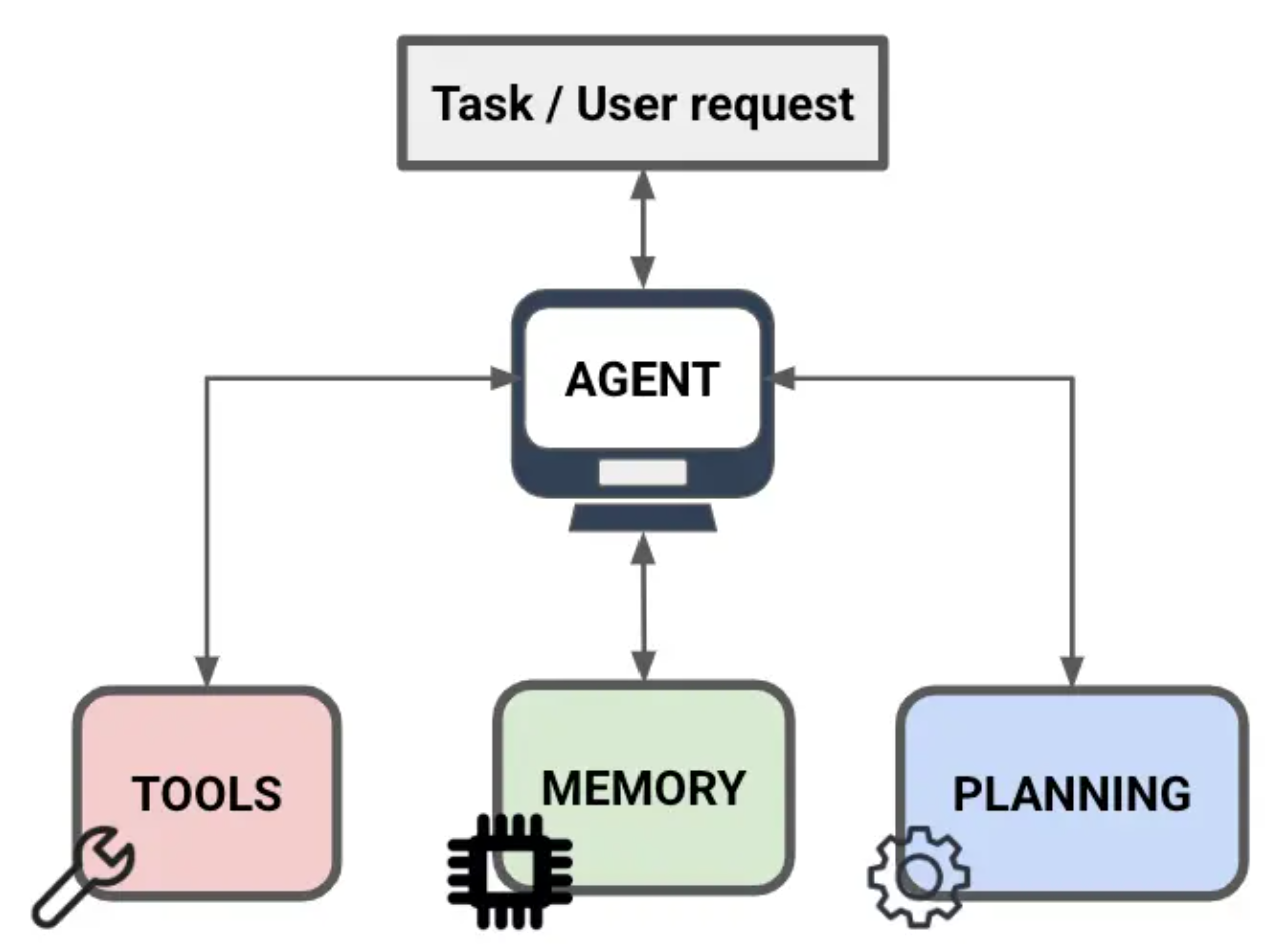 Task / User request
AGENT
TOOLS
MEMORY
PLANNING